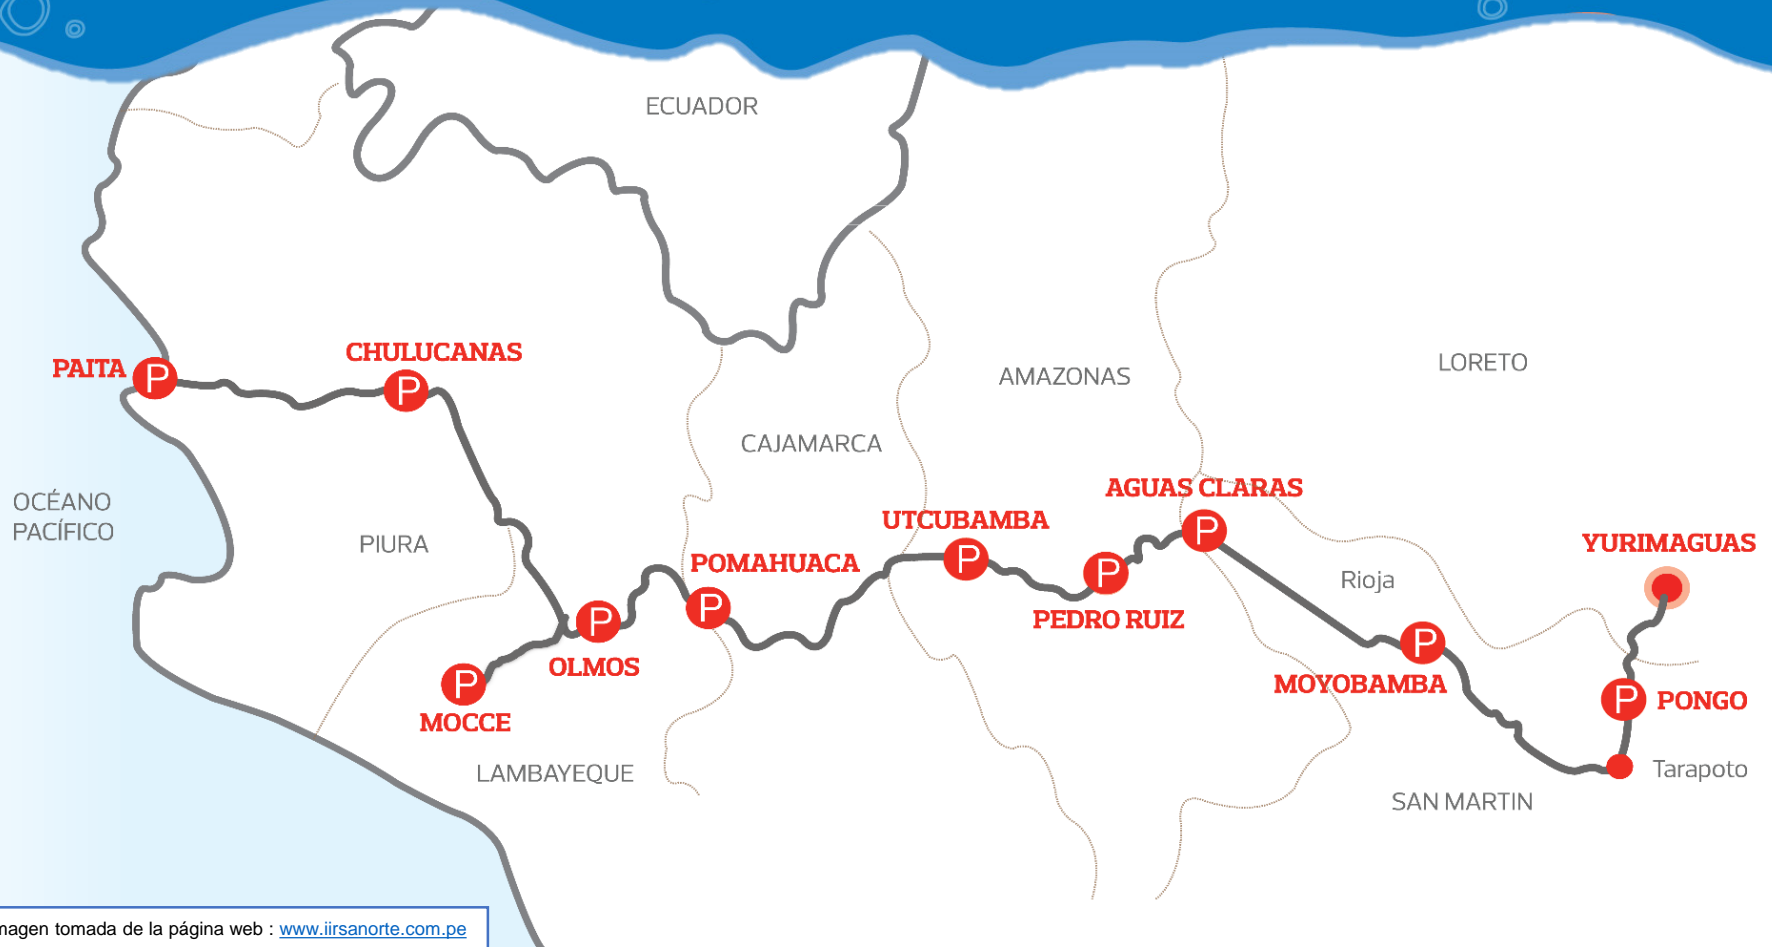 ECUADOR
CHULUCANAS
PAITA
P
P
LORETO
AMAZONAS
CAJAMARCA
OCÉANO
PACÍFICO
PIURA
AGUAS CLARAS
P
UTCUBAMBA
P
POMAHUACA
P
PEDRO RUIZ
P
Rioja
YURIMAGUAS
P
OLMOS
P
MOCCE
P
MOYOBAMBA
P
PONGO
LAMBAYEQUE
Tarapoto
SAN MARTIN
magen tomada de la página web : www.iirsanorte.com.pe